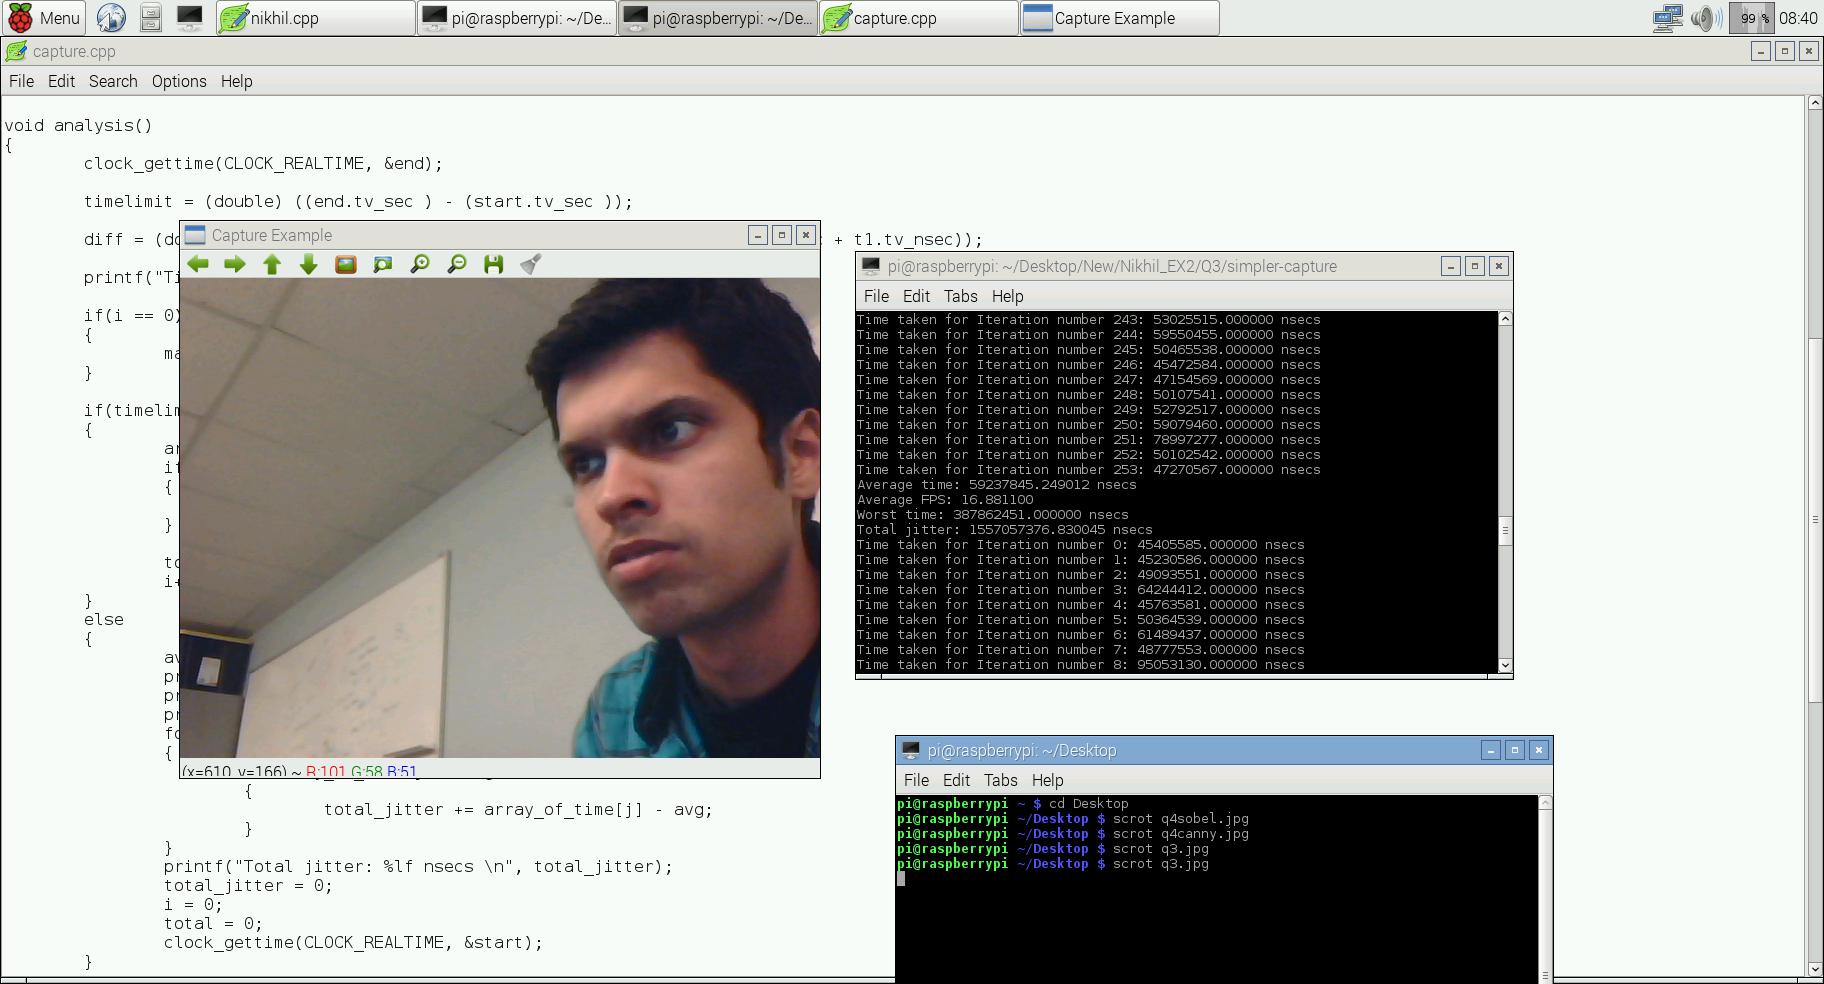 Menu
nikhil.cpp
pi@raspberrypi: ~/De...
pi@raspberrypi: ~/De...
capture.cpp
Capture Example
99 %
08:40
capture.cpp
File Edit Search Options Help
void analysis()
{
clock_gettime(CLOCK_REALTIME, &end);
timelimit = (double) ((end.tv_sec ) - (start.tv_sec ));
diff = (do
+ t1.tv_nsec));
printf("Ti
if(i == 0)
{
ma
}
if(timelim
{
ar
if
{
}
to
i+
}
else
{
av
pr
pr
pr
fo
{
{
total_jitter += array_of_time[j] - avg;
}
}
printf("Total jitter: %lf nsecs \n", total_jitter);
total_jitter = 0;
i = 0;
total = 0;
clock_gettime(CLOCK_REALTIME, &start);
}
Capture Example
(x=610, y=166) ~ R:101 G:58 B:51
pi@raspberrypi: ~/Desktop/New/Nikhil_EX2/Q3/simpler-capture
File Edit Tabs Help
Time taken for Iteration number 243: 53025515.000000 nsecs
Time taken for Iteration number 244: 59550455.000000 nsecs
Time taken for Iteration number 245: 50465538.000000 nsecs
Time taken for Iteration number 246: 45472584.000000 nsecs
Time taken for Iteration number 247: 47154569.000000 nsecs
Time taken for Iteration number 248: 50107541.000000 nsecs
Time taken for Iteration number 249: 52792517.000000 nsecs
Time taken for Iteration number 250: 59079460.000000 nsecs
Time taken for Iteration number 251: 78997277.000000 nsecs
Time taken for Iteration number 252: 50102542.000000 nsecs
Time taken for Iteration number 253: 47270567.000000 nsecs
Average time: 59237845.249012 nsecs
Average FPS: 16.881100
Worst time: 387862451.000000 nsecs
Total jitter: 1557057376.830045 nsecs
Time taken for Iteration number 0: 45405585.000000 nsecs
Time taken for Iteration number 1: 45230586.000000 nsecs
Time taken for Iteration number 2: 49093551.000000 nsecs
Time taken for Iteration number 3: 64244412.000000 nsecs
Time taken for Iteration number 4: 45763581.000000 nsecs
Time taken for Iteration number 5: 50364539.000000 nsecs
Time taken for Iteration number 6: 61489437.000000 nsecs
Time taken for Iteration number 7: 48777553.000000 nsecs
Time taken for Iteration number 8: 95053130.000000 nsecs
pi@raspberrypi: ~/Desktop
File Edit Tabs Help
pi@raspberrypi ~ $ cd Desktop
pi@raspberrypi ~/Desktop $ scrot q4sobel.jpg
pi@raspberrypi ~/Desktop $ scrot q4canny.jpg
pi@raspberrypi ~/Desktop $ scrot q3.jpg
pi@raspberrypi ~/Desktop $ scrot q3.jpg